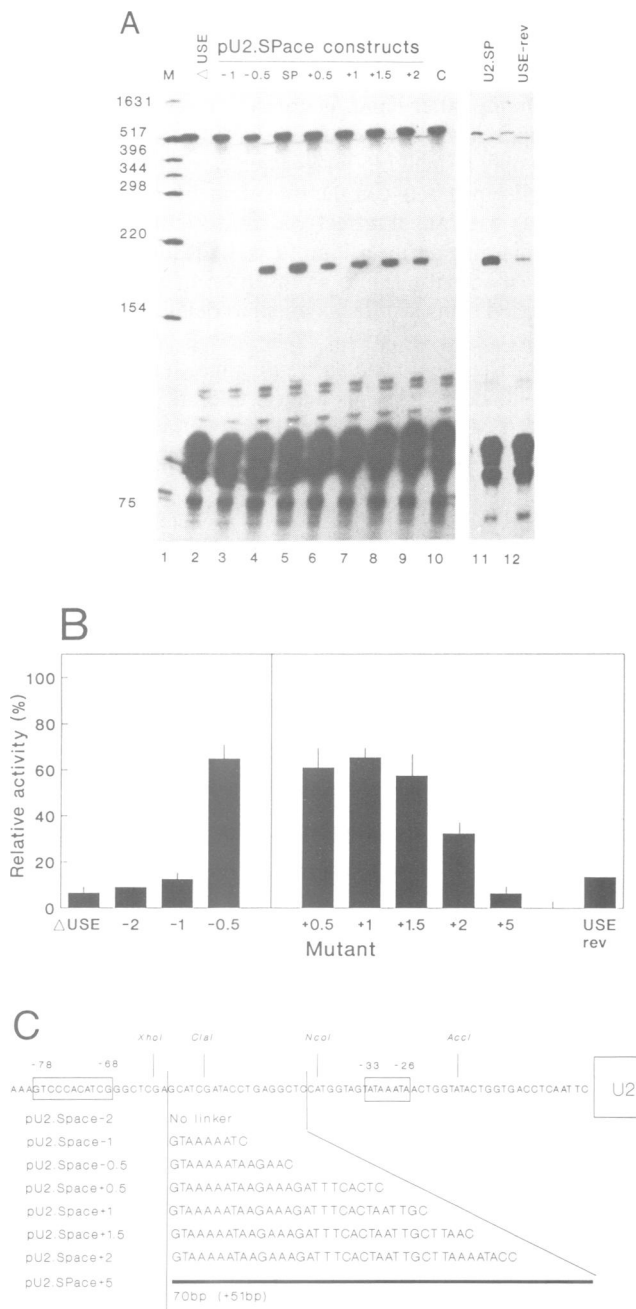 A
△ USE
pU2.SPace constructs
U2.SP
USE-rev
M -1 -0.5 SP +0.5 +1 +1.5 +2 C
1631
517
396
344
298
220
154
75
1 2 3 4 5 6 7 8 9 10 11 12
B
Relative activity (%)
100
80
60
40
20
0
△USE -2 -1 -0.5 +0.5 +1 +1.5 +2 +5 USE rev
Mutant
C
XhoI ClaI NcoI AccI
-78 -68 -33 -26
AAAGTCCCACATCGGGCTCGAGCATCGATACCTGAGGCTCCATGGTAGTATAAATAACTGGTATACTGGTGACCTCAATTC U2
pU2.Space-2 No linker
pU2.Space-1 GTAAAAATC
pU2.Space-0.5 GTAAAAATAAGAAC
pU2.Space+0.5 GTAAAAATAAGAAAGATTTCACTC
pU2.Space+1 GTAAAAATAAGAAAGATTTCACTAATTGC
pU2.Space+1.5 GTAAAAATAAGAAAGATTTCACTAATTGCTTAAC
pU2.Space+2 GTAAAAATAAGAAAGATTTCACTAATTGCTTAAAATACC
pU2.SPace+5
70bp (+51bp)